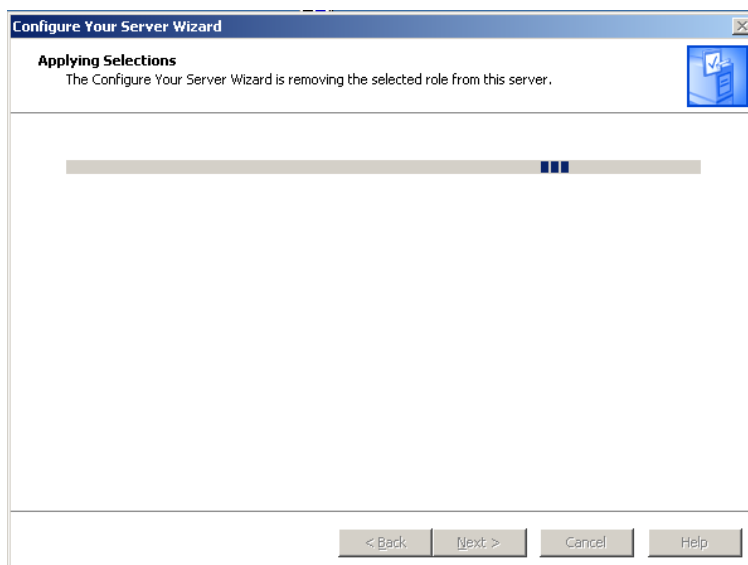 Configure Your Server Wizard
Applying Selections
The Configure Your Server Wizard is removing the selected role from this server.
< Back
Next >
Cancel
Help